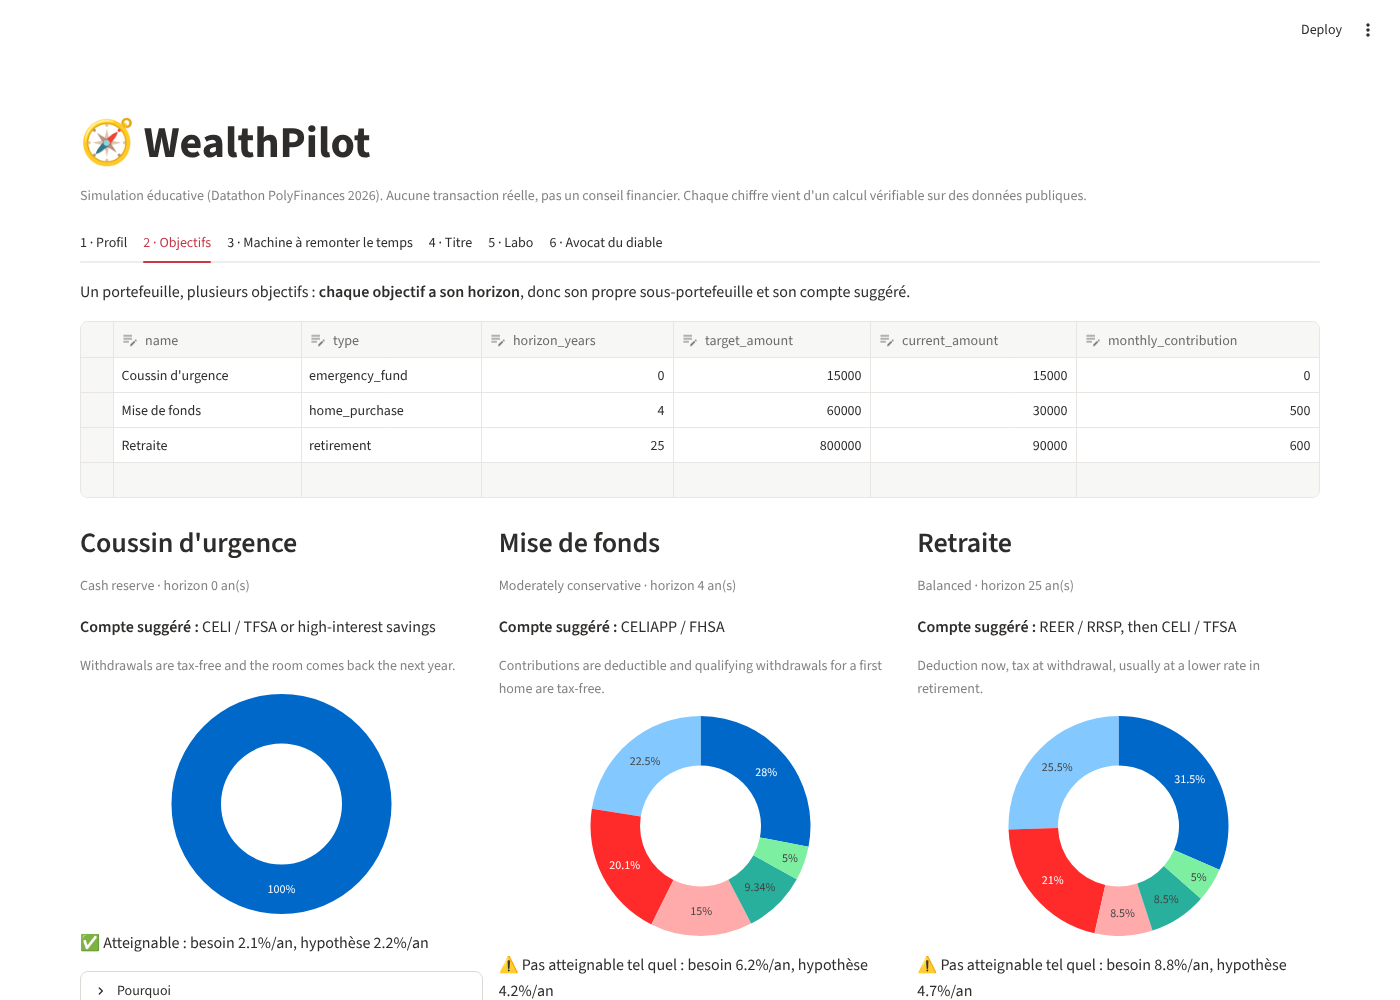 Deploy
WealthPilot
Simulation éducative (Datathon PolyFinances 2026). Aucune transaction réelle, pas un conseil financier. Chaque chiffre vient d'un calcul vérifiable sur des données publiques.
1 · Profil 2 · Objectifs 3 · Machine à remonter le temps 4 · Titre 5 · Labo 6 · Avocat du diable
Un portefeuille, plusieurs objectifs : chaque objectif a son horizon, donc son propre sous-portefeuille et son compte suggéré.
name type horizon_years target_amount current_amount monthly_contribution
Coussin d'urgence emergency_fund 0 15000 15000 0
Mise de fonds home_purchase 4 60000 30000 500
Retraite retirement 25 800000 90000 600
Coussin d'urgence
Cash reserve · horizon 0 an(s)
Compte suggéré : CELI / TFSA or high-interest savings
Withdrawals are tax-free and the room comes back the next year.
100%
✅ Atteignable : besoin 2.1%/an, hypothèse 2.2%/an
Pourquoi
Mise de fonds
Moderately conservative · horizon 4 an(s)
Compte suggéré : CELIAPP / FHSA
Contributions are deductible and qualifying withdrawals for a first
home are tax-free.
22.5%
28%
20.1%
5%
9.34%
15%
⚠️ Pas atteignable tel quel : besoin 6.2%/an, hypothèse
4.2%/an
Retraite
Balanced · horizon 25 an(s)
Compte suggéré : REER / RRSP, then CELI / TFSA
Deduction now, tax at withdrawal, usually at a lower rate in
retirement.
25.5%
31.5%
21%
5%
8.5%
8.5%
⚠️ Pas atteignable tel quel : besoin 8.8%/an, hypothèse
4.7%/an